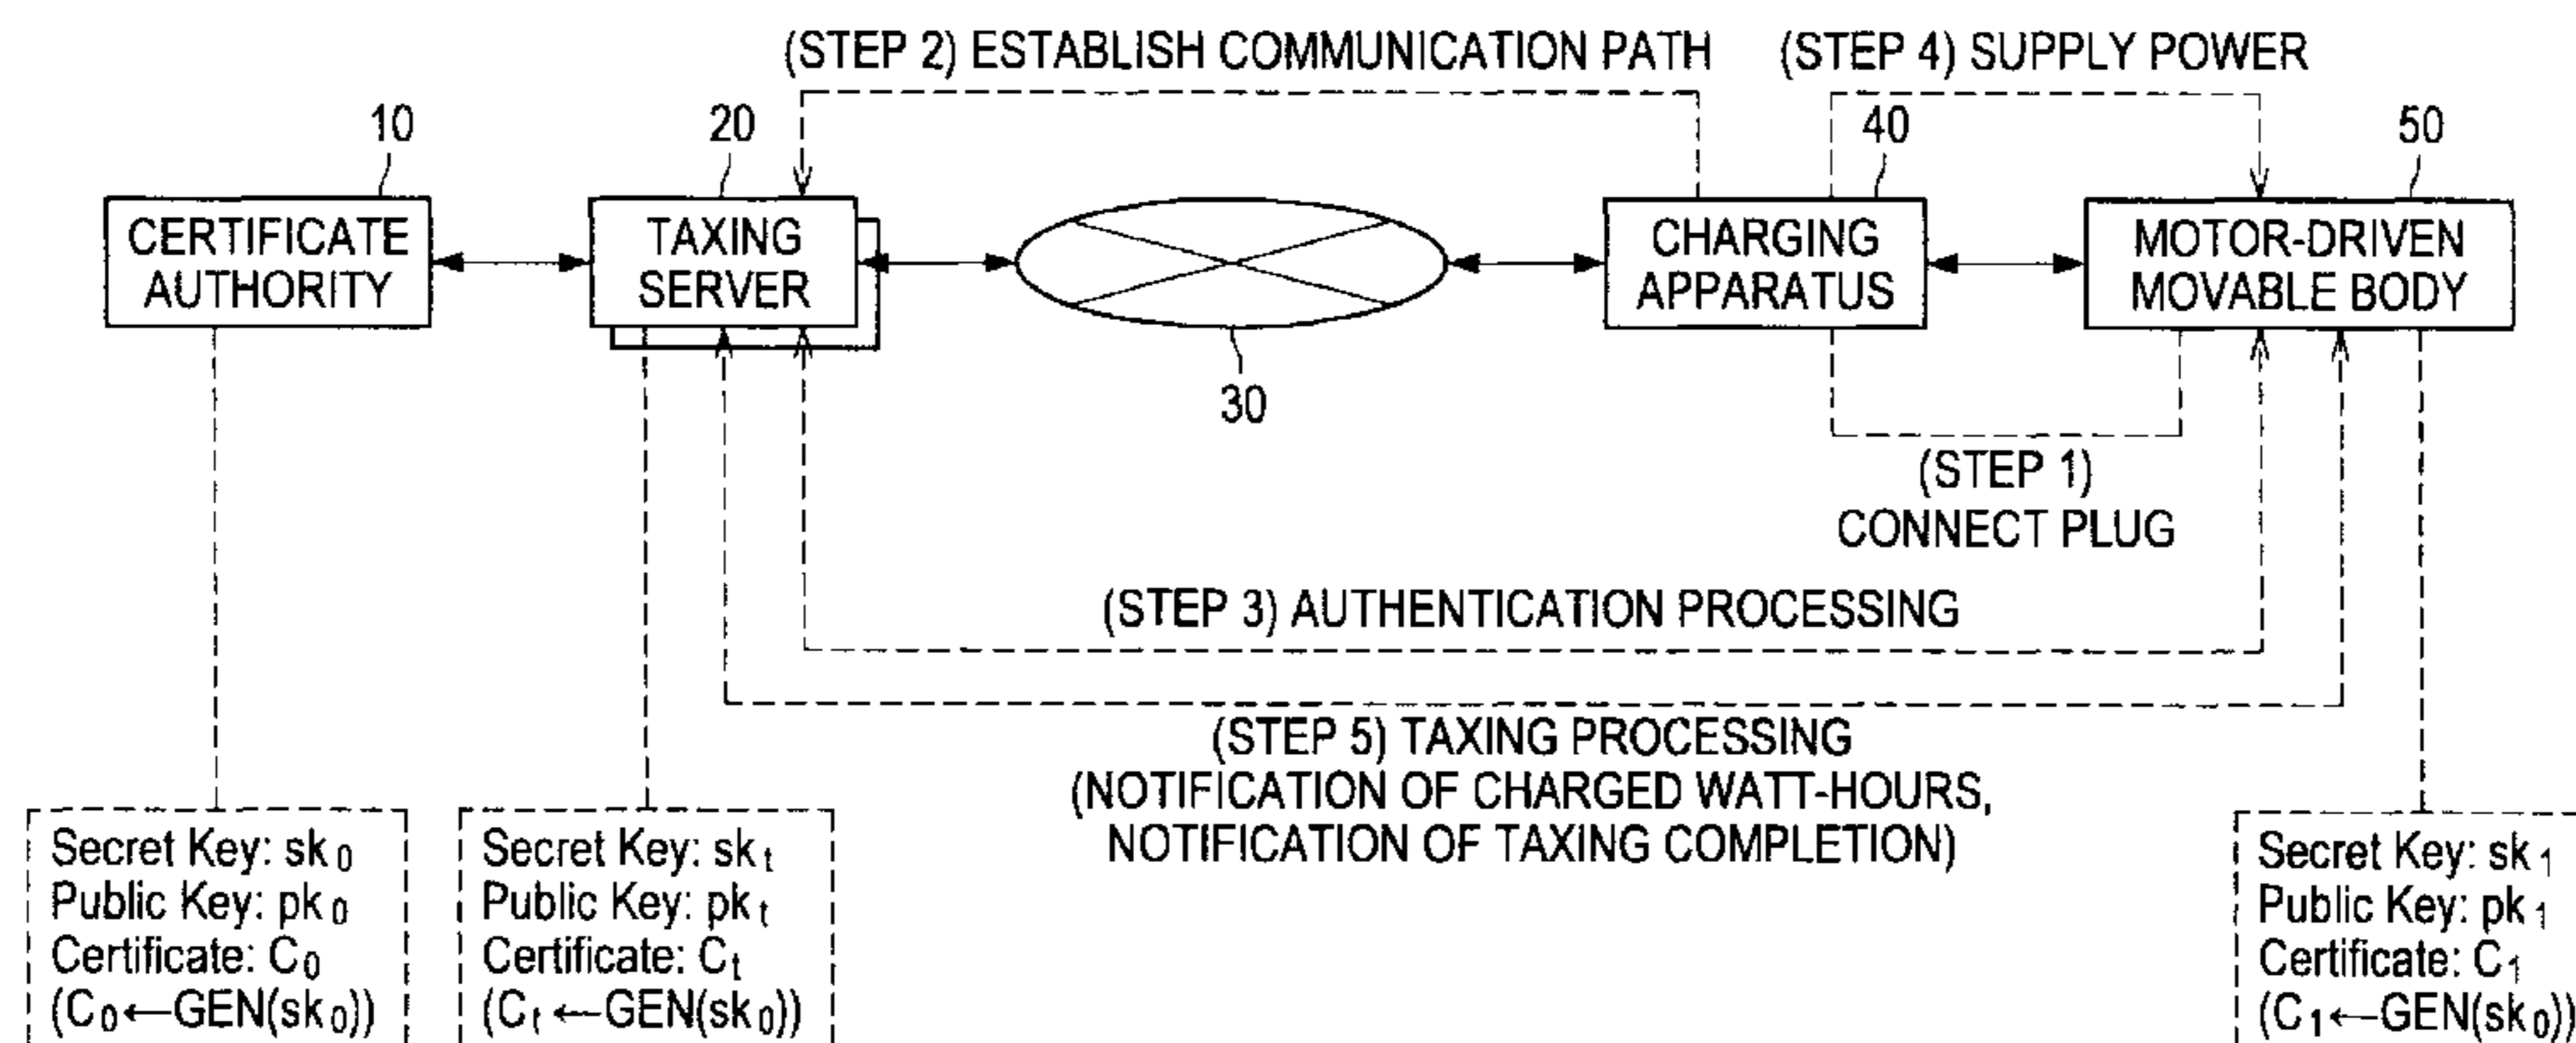 (STEP 2) ESTABLISH COMMUNICATION PATH
(STEP 4) SUPPLY POWER
10
20
40
50
CERTIFICATE
AUTHORITY
TAXING
SERVER
CHARGING
APPARATUS
MOTOR-DRIVEN
MOVABLE BODY
30
(STEP 1)
CONNECT PLUG
(STEP 3) AUTHENTICATION PROCESSING
(STEP 5) TAXING PROCESSING
(NOTIFICATION OF CHARGED WATT-HOURS,
NOTIFICATION OF TAXING COMPLETION)
Secret Key: sk₀
Public Key: pk₀
Certificate: C₀
(C₀←GEN(sk₀))
Secret Key: skₜ
Public Key: pkₜ
Certificate: Cₜ
(Cₜ←GEN(sk₀))
Secret Key: sk₁
Public Key: pk₁
Certificate: C₁
(C₁←GEN(sk₀))